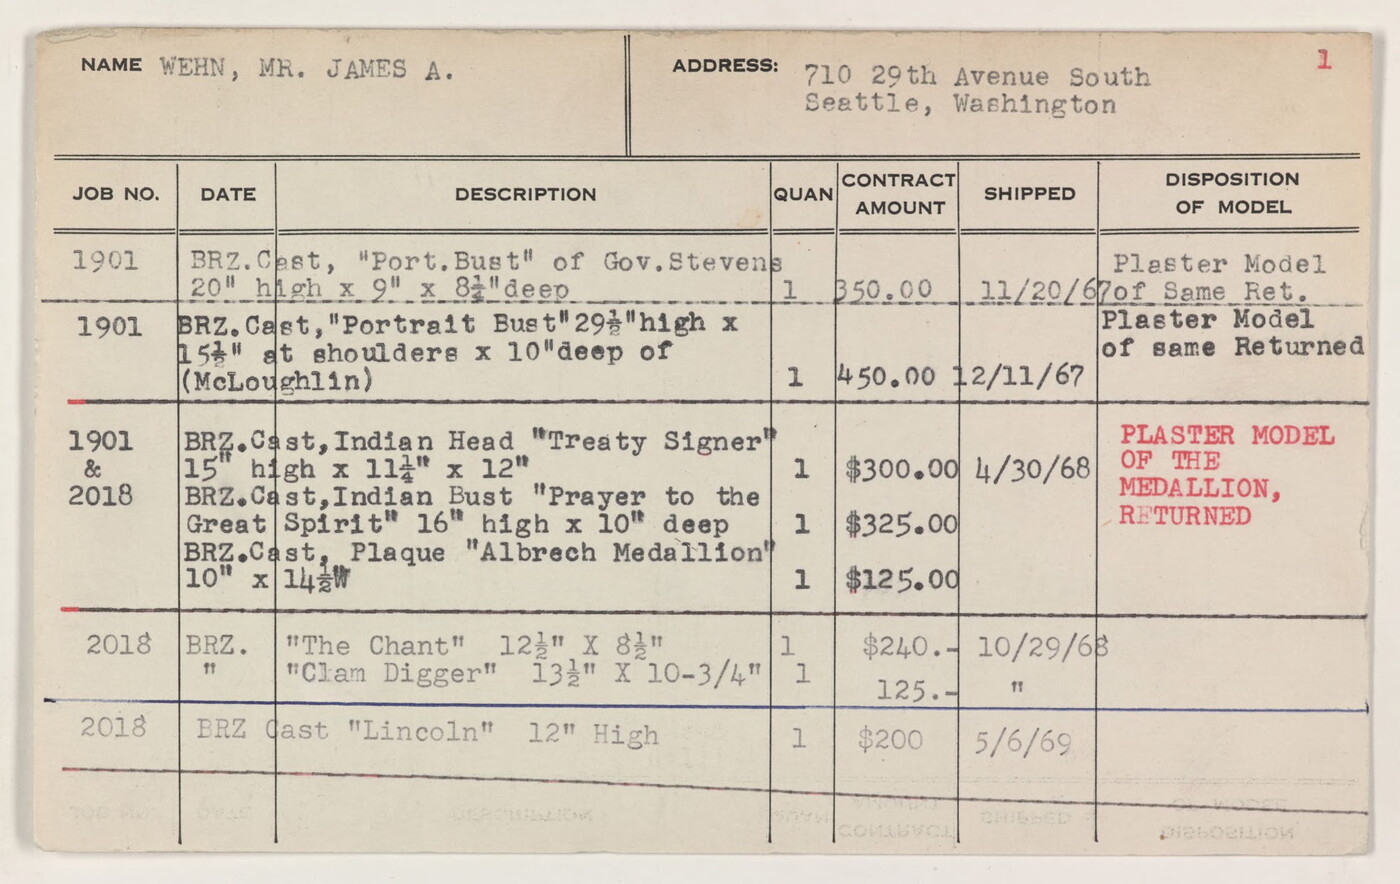 NAME WEHN, MR. JAMES A.
ADDRESS: 710 29th Avenue South
Seattle, Washington
1
JOB NO. DATE DESCRIPTION QUAN CONTRACT AMOUNT SHIPPED DISPOSITION OF MODEL
1901 BRZ.Cast, "Port.Bust" of Gov.Stevens Plaster Model
20" high x 9" x 8½"deep 1 350.00 11/20/67 of Same Ret.
1901 BRZ.Cast,"Portrait Bust"29½"high x Plaster Model
15½" at shoulders x 10"deep of of same Returned
(McLoughlin) 1 450.00 12/11/67
1901 BRZ.Cast,Indian Head "Treaty Signer" PLASTER MODEL
& 15" high x 11¼" x 12" 1 $300.00 4/30/68 OF THE
2018 BRZ.Cast,Indian Bust "Prayer to the MEDALLION,
Great Spirit" 16" high x 10" deep 1 $325.00 RETURNED
BRZ.Cast, Plaque "Albrech Medallion"
10" x 14½" 1 $125.00
2018 BRZ. "The Chant" 12½" X 8½" 1 $240.- 10/29/68
" "Clam Digger" 13½" X 10-3/4" 1 125.- "
2018 BRZ Cast "Lincoln" 12" High 1 $200 5/6/69